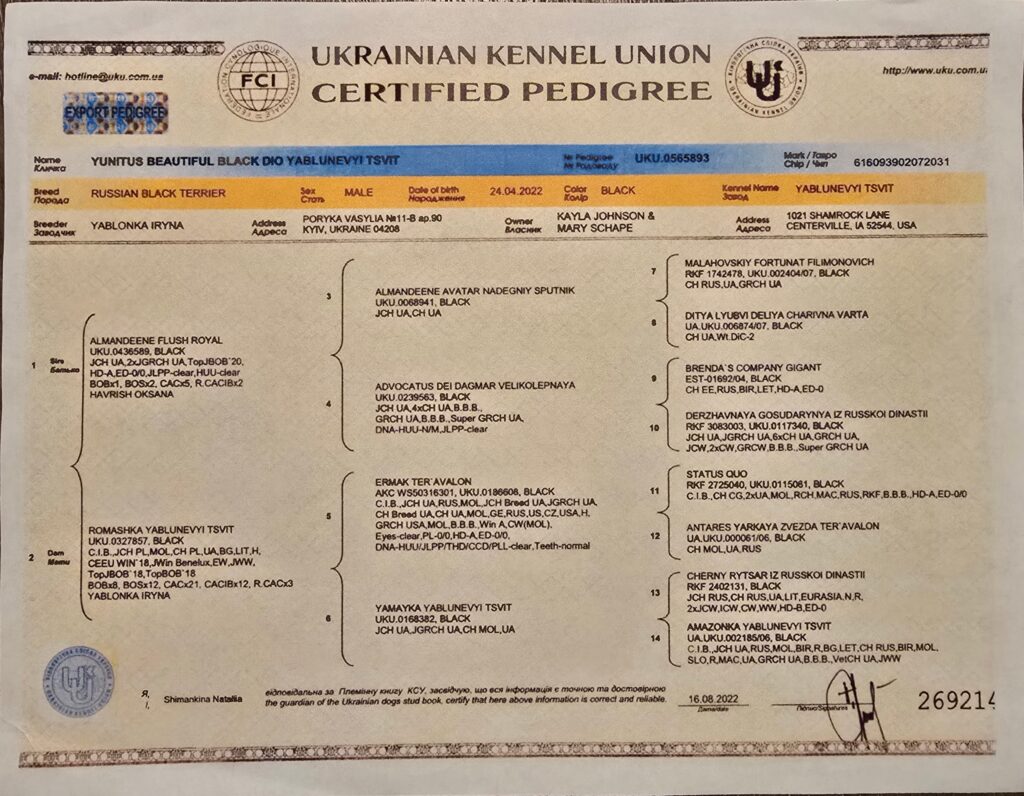 UKRAINIAN KENNEL UNION
CERTIFIED PEDIGREE
e-mail: hotline@uku.com.ua
FCI
http://www.uku.com.ua
EXPORT PEDIGREE
Name YUNITUS BEAUTIFUL BLACK DIO YABLUNEVYI TSVIT № Pedigree UKU.0565893 Mark / Тавро 616093902072031
Кличка № Родоводу Chip / Чип
Breed RUSSIAN BLACK TERRIER Sex MALE Date of birth 24.04.2022 Color BLACK Kennel Name YABLUNEVYI TSVIT
Порода Стать Народження Колір Завод
Breeder YABLONKA IRYNA Address PORYKA VASYLIA №11-B ap.90 Owner KAYLA JOHNSON & Address 1021 SHAMROCK LANE
Заводчик Адреса KYIV, UKRAINE 04208 Власник MARY SCHAPE Адреса CENTERVILLE, IA 52544, USA
1 Sire
Батько
ALMANDEENE FLUSH ROYAL
UKU.0436589, BLACK
JCH UA,2xJGRCH UA,TopJBOB`20,
HD-A,ED-0/0,JLPP-clear,HUU-clear
BOBx1, BOSx2, CACx5, R.CACIBx2
HAVRISH OKSANA
2 Dam
Мати
ROMASHKA YABLUNEVYI TSVIT
UKU.0327857, BLACK
C.I.B.,JCH PL,MOL,CH PL,UA,BG,LIT,H,
CEEU WIN`18,JWin Benelux,EW,JWW,
TopJBOB`18,TopBOB`18
BOBx8, BOSx12, CACx21, CACIBx12, R.CACx3
YABLONKA IRYNA
3
ALMANDEENE AVATAR NADEGNIY SPUTNIK
UKU.0068941, BLACK
JCH UA,CH UA
4
ADVOCATUS DEI DAGMAR VELIKOLEPNAYA
UKU.0239563, BLACK
JCH UA,4xCH UA,B.B.B.,
GRCH UA,B.B.B.,Super GRCH UA,
DNA-HUU-N/M,JLPP-clear
5
ERMAK TER`AVALON
AKC WS50316301, UKU.0186608, BLACK
C.I.B.,JCH UA,RUS,MOL,JCH Breed UA,JGRCH UA,
CH Breed UA,CH UA,MOL,GE,RUS,US,CZ,USA,H,
GRCH USA,MOL,B.B.B.,Win A,CW(MOL),
Eyes-clear,PL-0/0,HD-A,ED-0/0,
DNA-HUU/JLPP/THD/CCD/PLL-clear,Teeth-normal
6
YAMAYKA YABLUNEVYI TSVIT
UKU.0168382, BLACK
JCH UA,JGRCH UA,CH MOL,UA
7
MALAHOVSKIY FORTUNAT FILIMONOVICH
RKF 1742478, UKU.002404/07, BLACK
CH RUS,UA,GRCH UA
8
DITYA LYUBVI DELIYA CHARIVNA VARTA
UA.UKU.006874/07, BLACK
CH UA,Wt.DiC-2
9
BRENDA`S COMPANY GIGANT
EST-01692/04, BLACK
CH EE,RUS,BIR,LET,HD-A,ED-0
10
DERZHAVNAYA GOSUDARYNYA IZ RUSSKOI DINASTII
RKF 3083003, UKU.0117340, BLACK
JCH UA,JGRCH UA,6xCH UA,GRCH UA,
JCW,2xCW,GRCW,B.B.B.,Super GRCH UA
11
STATUS QUO
RKF 2725040, UKU.0115081, BLACK
C.I.B.,CH CG,2xUA,MOL,RCH,MAC,RUS,RKF,B.B.B.,HD-A,ED-0/0
12
ANTARES YARKAYA ZVEZDA TER`AVALON
UA.UKU.000061/06, BLACK
CH MOL,UA,RUS
13
CHERNY RYTSAR IZ RUSSKOI DINASTII
RKF 2402131, BLACK
JCH RUS,CH RUS,UA,LIT,EURASIA,N,R,
2xJCW,ICW,CW,WW,HD-B,ED-0
14
AMAZONKA YABLUNEVYI TSVIT
UA.UKU.002185/06, BLACK
C.I.B.,JCH UA,RUS,MOL,BIR,R,BG,LET,CH RUS,BIR,MOL,
SLO,R,MAC,UA,GRCH UA,B.B.B.,VetCH UA,JWW
Я, Shimankina Nataliia відповідальна за Племінну книгу КСУ, засвідчую, що вся інформація є точною та достовірною
I, the guardian of the Ukrainian dogs stud book, certify that here above information is correct and reliable.
16.08.2022
Дата/date
Підпис/Signatures
269214